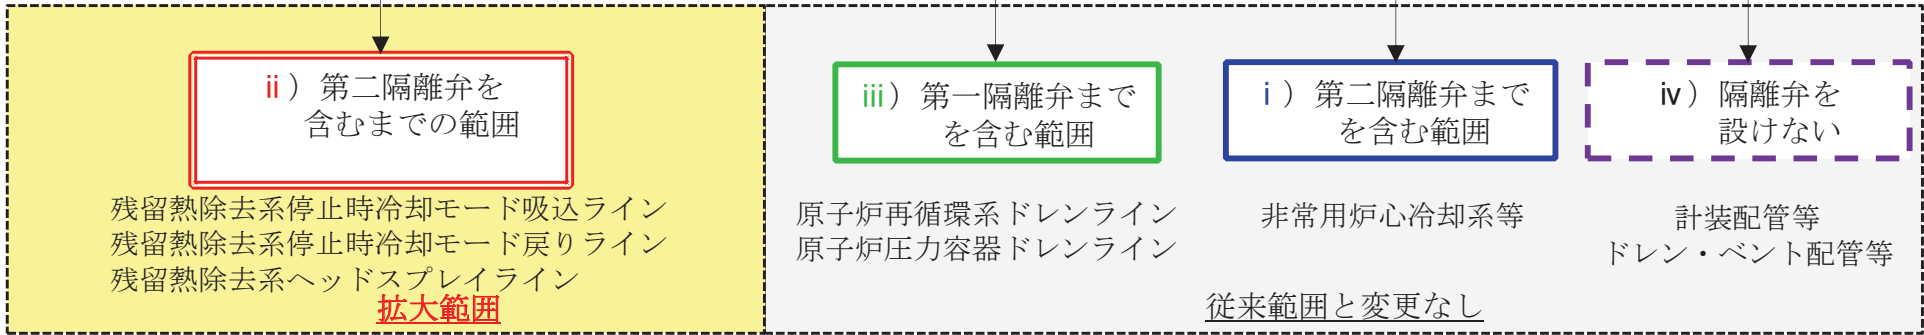 ⅱ）第二隔離弁を
含むまでの範囲
残留熱除去系停止時冷却モード吸込ライン
残留熱除去系停止時冷却モード戻りライン
残留熱除去系ヘッドスプレイライン
拡大範囲
ⅲ）第一隔離弁まで
を含む範囲
原子炉再循環系ドレンライン
原子炉圧力容器ドレンライン
ⅰ）第二隔離弁まで
を含む範囲
非常用炉心冷却系等
ⅳ）隔離弁を
設けない
計装配管等
ドレン・ベント配管等
従来範囲と変更なし